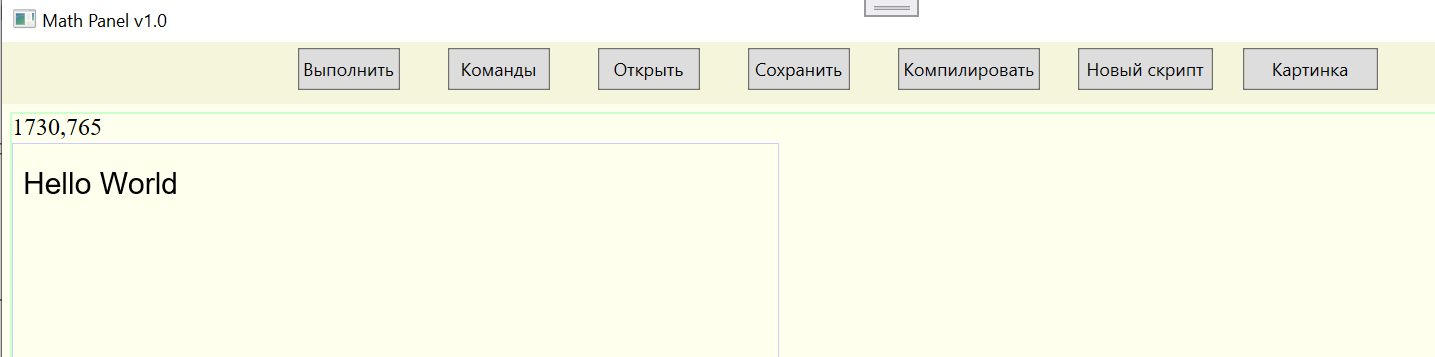 Math Panel v1.0
Выполнить Команды Открыть Сохранить Компилировать Новый скрипт Картинка
1730,765
Hello World